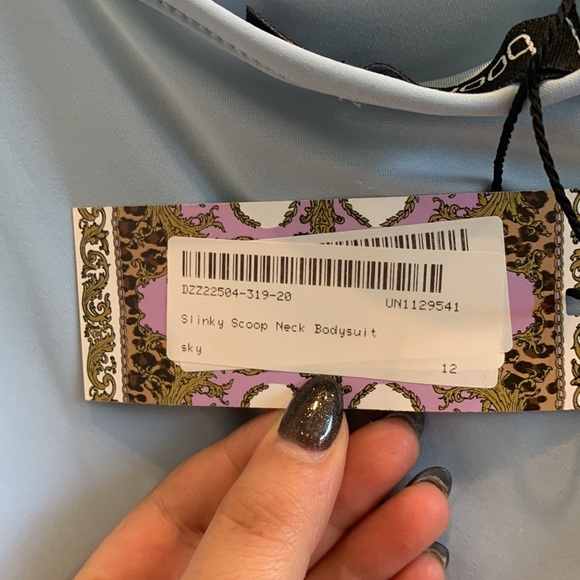 DZZ22504-319-20 UN1129541
Slinky Scoop Neck Bodysuit
sky
12